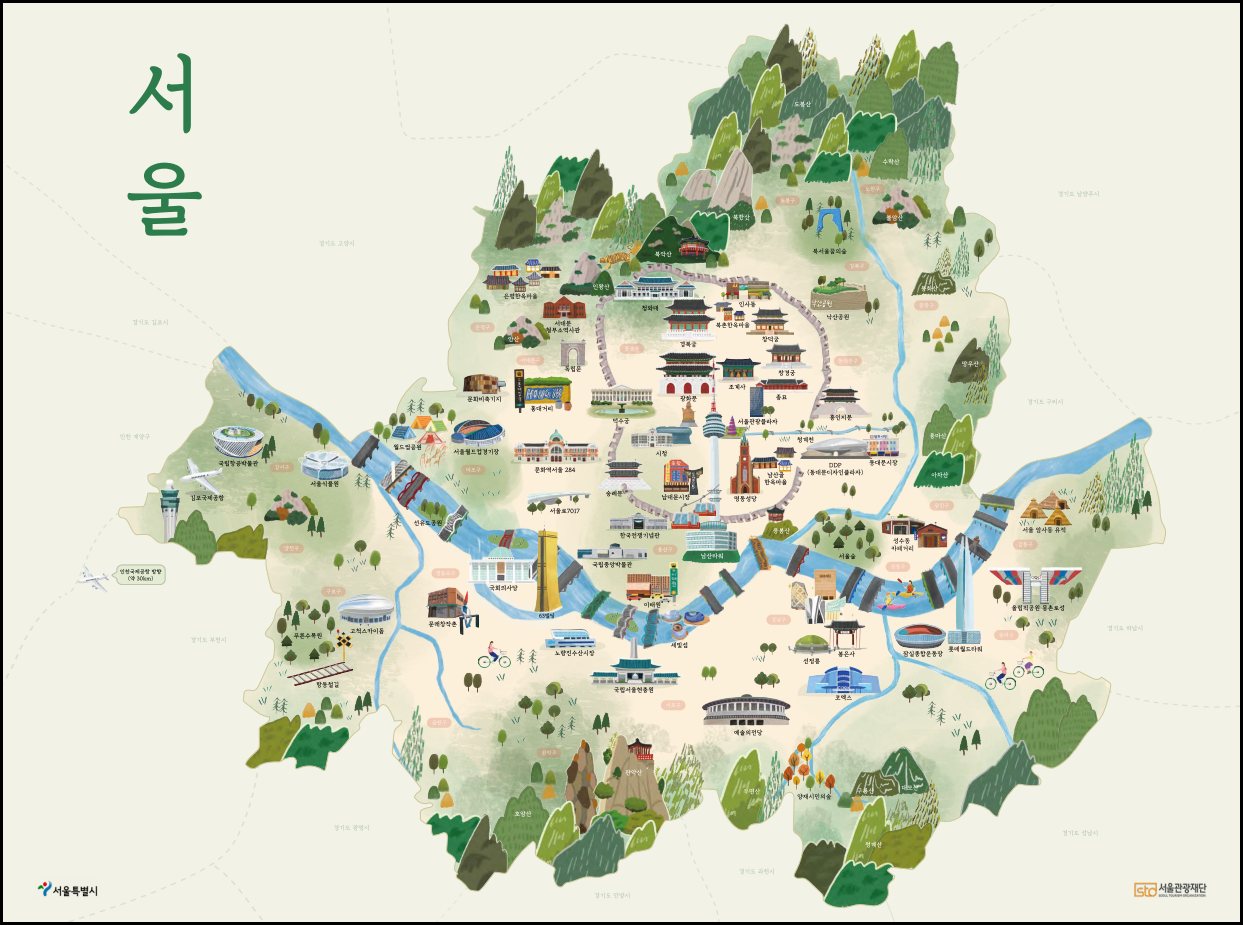 서
울
도봉산
수락산
경기도 남양주시
불암산
북한산
북서울꿈의숲
경기도 고양시
북악산
은평한옥마을
인왕산
청와대
인사동
봉화산
낙산공원
낙산공원
서대문
형무소역사관
북촌한옥마을
창덕궁
경기도 김포시
안산
경복궁
독립문
창경궁
망우산
조계사
문화비축기지
홍대거리
광화문
종묘
경기도 구리시
덕수궁
서울관광플라자
흥인지문
인천 계양구
월드컵공원
서울월드컵경기장
시청
청계천
용마산
국립항공박물관
문화역서울 284
DDP
(동대문디자인플라자)
동대문시장
아차산
서울식물원
남산골
한옥마을
김포국제공항
숭례문
남대문시장
명동성당
서울로7017
선유도공원
한국전쟁기념관
응봉산
서울 암사동 유적
성수동
카페거리
국립중앙박물관
남산타워
서울숲
인천국제공항 방향
(약 30km)
국회의사당
63빌딩
이태원
올림픽공원 몽촌토성
문래창작촌
고척스카이돔
푸른수목원
노량진수산시장
세빛섬
봉은사
선정릉
잠실종합운동장
롯데월드타워
경기도 부천시
경기도 하남시
항동철길
국립서울현충원
코엑스
예술의전당
관악산
우면산
양재시민의숲
구룡산
대모산
호암산
청계산
경기도 광명시
경기도 성남시
경기도 과천시
경기도 안양시
서울특별시
sto 서울관광재단
SEOUL TOURISM ORGANIZATION